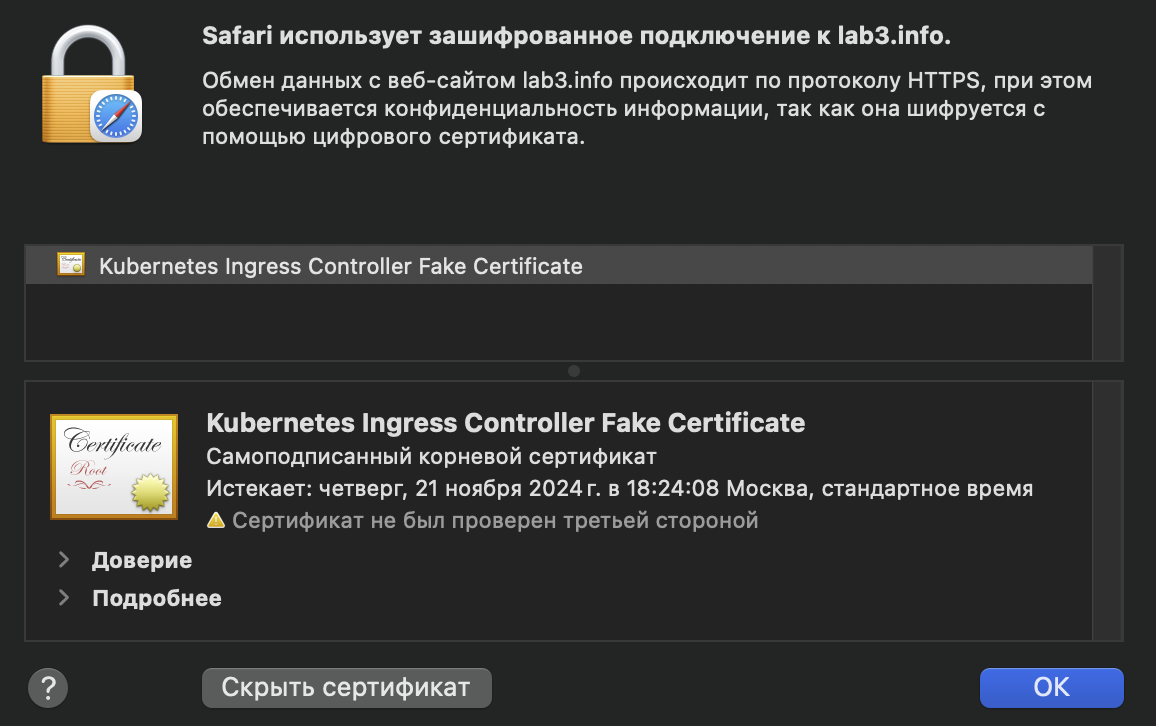 Safari использует зашифрованное подключение к lab3.info.
Обмен данных с веб-сайтом lab3.info происходит по протоколу HTTPS, при этом
обеспечивается конфиденциальность информации, так как она шифруется с
помощью цифрового сертификата.
Kubernetes Ingress Controller Fake Certificate
Kubernetes Ingress Controller Fake Certificate
Certificate
Root
Самоподписанный корневой сертификат
Истекает: четверг, 21 ноября 2024 г. в 18:24:08 Москва, стандартное время
Сертификат не был проверен третьей стороной
Доверие
Подробнее
?
Скрыть сертификат
OK